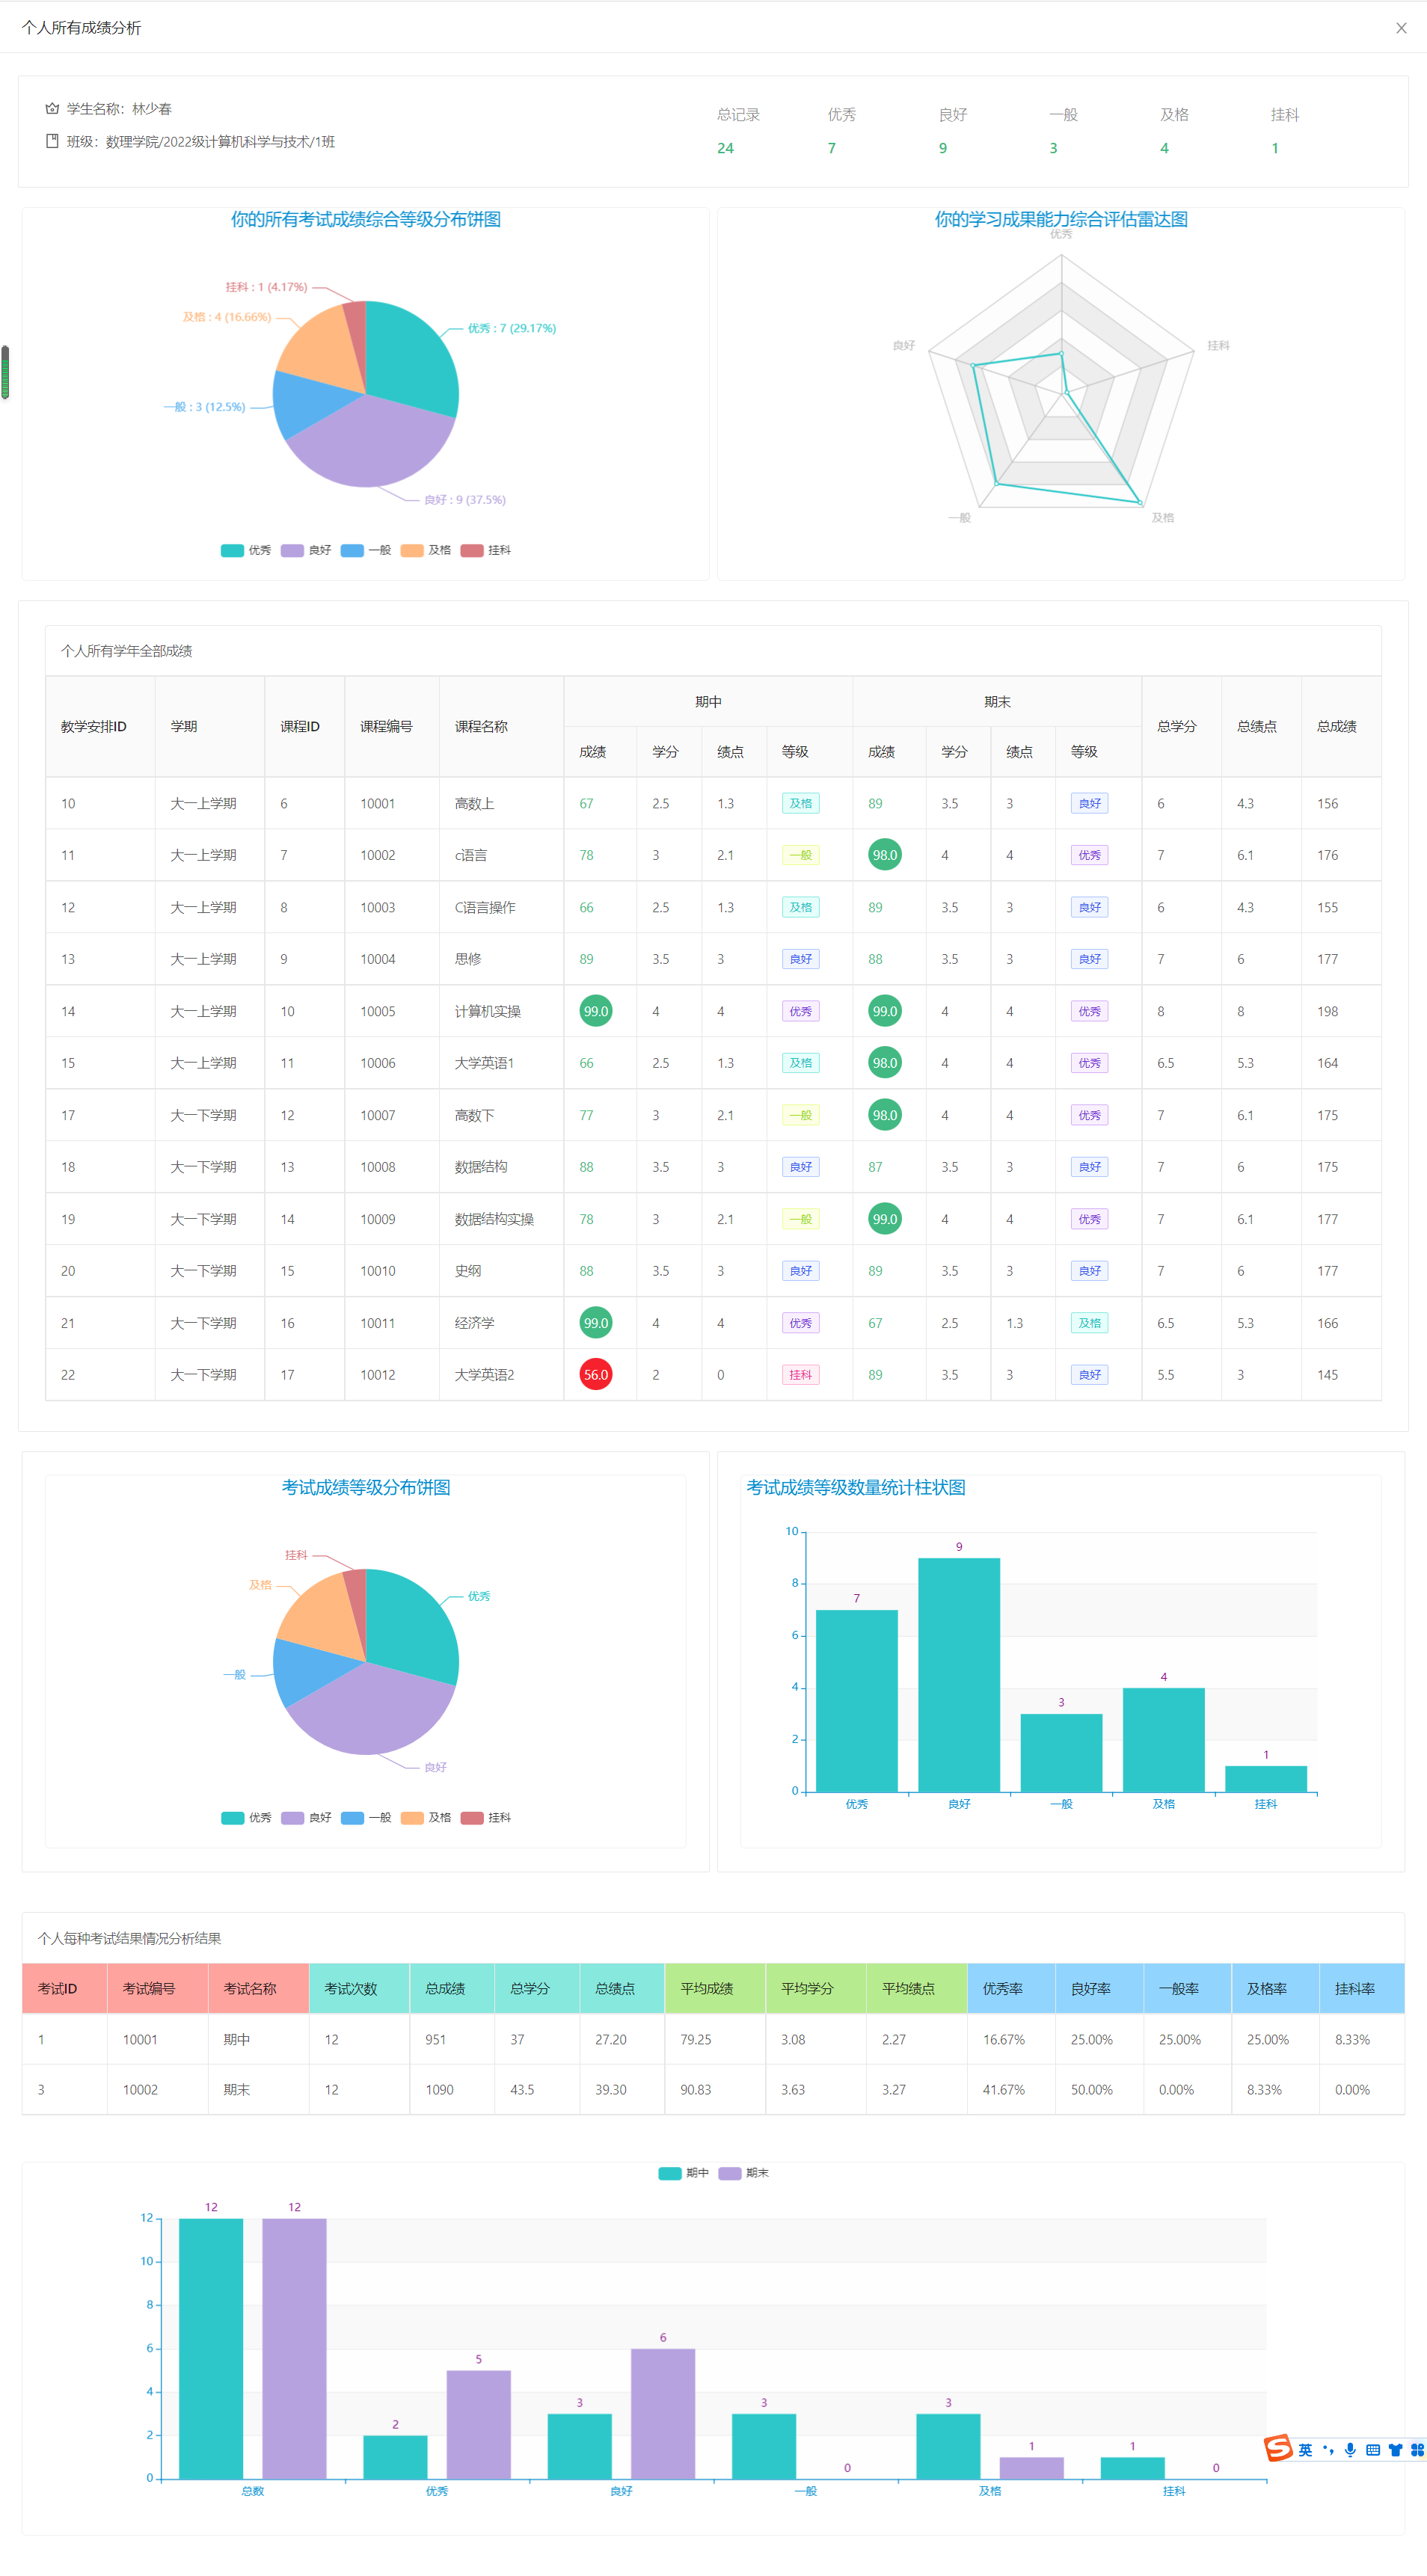 个人所有成绩分析
学生名称：林少春
班级：数理学院/2022级计算机科学与技术/1班
总记录 优秀 良好 一般 及格 挂科
24 7 9 3 4 1
你的所有考试成绩综合等级分布饼图
挂科 : 1 (4.17%)
及格 : 4 (16.66%)
优秀 : 7 (29.17%)
一般 : 3 (12.5%)
良好 : 9 (37.5%)
优秀 良好 一般 及格 挂科
你的学习成果能力综合评估雷达图
优秀
良好 挂科
一般 及格
个人所有学年全部成绩
教学安排ID 学期 课程ID 课程编号 课程名称 期中 期末 总学分 总绩点 总成绩
成绩 学分 绩点 等级 成绩 学分 绩点 等级
10 大一上学期 6 10001 高数上 67 2.5 1.3 及格 89 3.5 3 良好 6 4.3 156
11 大一上学期 7 10002 c语言 78 3 2.1 一般 98.0 4 4 优秀 7 6.1 176
12 大一上学期 8 10003 C语言操作 66 2.5 1.3 及格 89 3.5 3 良好 6 4.3 155
13 大一上学期 9 10004 思修 89 3.5 3 良好 88 3.5 3 良好 7 6 177
14 大一上学期 10 10005 计算机实操 99.0 4 4 优秀 99.0 4 4 优秀 8 8 198
15 大一上学期 11 10006 大学英语1 66 2.5 1.3 及格 98.0 4 4 优秀 6.5 5.3 164
17 大一下学期 12 10007 高数下 77 3 2.1 一般 98.0 4 4 优秀 7 6.1 175
18 大一下学期 13 10008 数据结构 88 3.5 3 良好 87 3.5 3 良好 7 6 175
19 大一下学期 14 10009 数据结构实操 78 3 2.1 一般 99.0 4 4 优秀 7 6.1 177
20 大一下学期 15 10010 史纲 88 3.5 3 良好 89 3.5 3 良好 7 6 177
21 大一下学期 16 10011 经济学 99.0 4 4 优秀 67 2.5 1.3 及格 6.5 5.3 166
22 大一下学期 17 10012 大学英语2 56.0 2 0 挂科 89 3.5 3 良好 5.5 3 145
考试成绩等级分布饼图
挂科
及格
优秀
一般
良好
优秀 良好 一般 及格 挂科
考试成绩等级数量统计柱状图
10
9
8
7
6
4 4
3
2
1
0
优秀 良好 一般 及格 挂科
个人每种考试结果情况分析结果
考试ID 考试编号 考试名称 考试次数 总成绩 总学分 总绩点 平均成绩 平均学分 平均绩点 优秀率 良好率 一般率 及格率 挂科率
1 10001 期中 12 951 37 27.20 79.25 3.08 2.27 16.67% 25.00% 25.00% 25.00% 8.33%
3 10002 期末 12 1090 43.5 39.30 90.83 3.63 3.27 41.67% 50.00% 0.00% 8.33% 0.00%
期中 期末
12 12
12
10
8
6 6
5
4
3 3 3
2 2
1 1
0 0 0
总数 优秀 良好 一般 及格 挂科
S 英